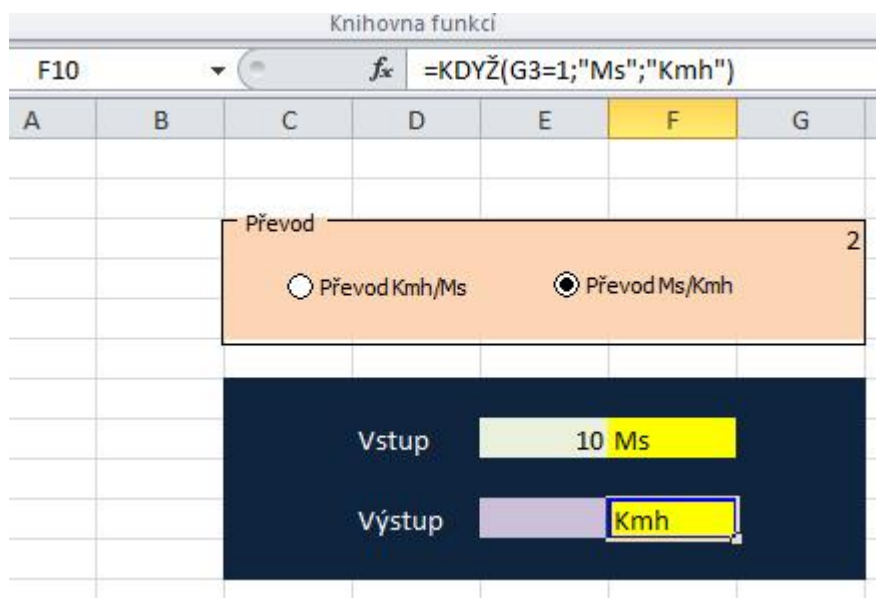 Knihovna funkcí
F10 fx =KDYŽ(G3=1;"Ms";"Kmh")
A B C D E F G
Převod
2
Převod Kmh/Ms Převod Ms/Kmh
Vstup 10 Ms
Výstup Kmh